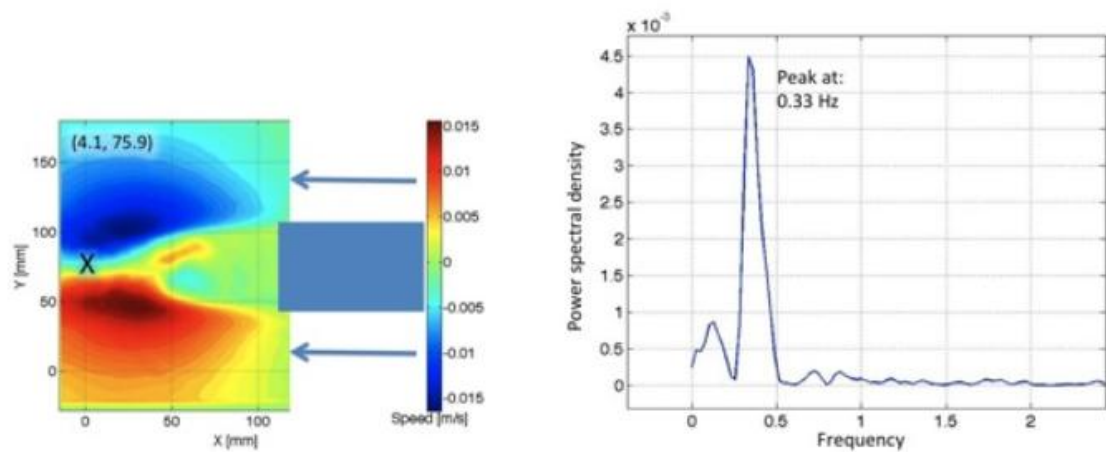 (4.1, 75.9)
X
150
100
50
0
Y [mm]
0 50 100
X [mm]
0.015
0.01
0.005
0
-0.005
-0.01
-0.015
Speed [m/s]
x 10⁻³
4.5
4
3.5
3
2.5
2
1.5
1
0.5
0
Power spectral density
Peak at:
0.33 Hz
0 0.5 1 1.5 2
Frequency